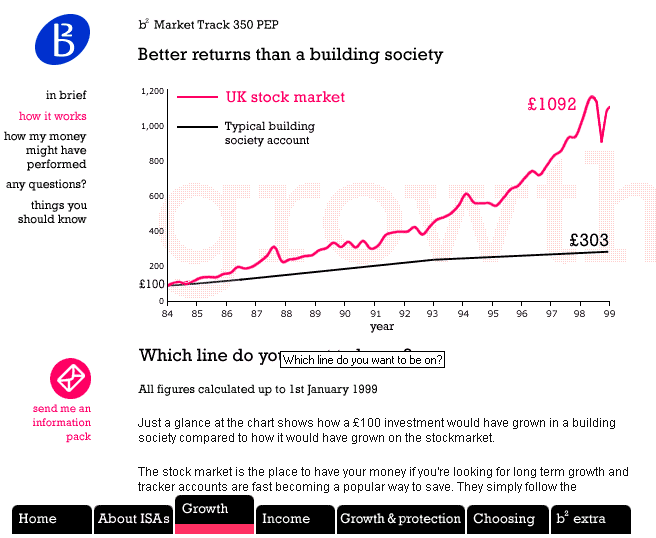 b²
b² Market Track 350 PEP
Better returns than a building society
in brief
how it works
how my money
might have
performed
any questions?
things you
should know
growth
UK stock market
Typical building
society account
£1092
£303
£100
1,200
1,000
800
600
400
200
0
84 85 86 87 88 89 90 91 92 93 94 95 96 97 98 99
year
Which line do you want to be on?
Which line do you want to be on?
All figures calculated up to 1st January 1999
send me an
information
pack
Just a glance at the chart shows how a £100 investment would have grown in a building
society compared to how it would have grown on the stockmarket.
The stock market is the place to have your money if you're looking for long term growth and
tracker accounts are fast becoming a popular way to save. They simply follow the
Home About ISAs Growth Income Growth & protection Choosing b² extra